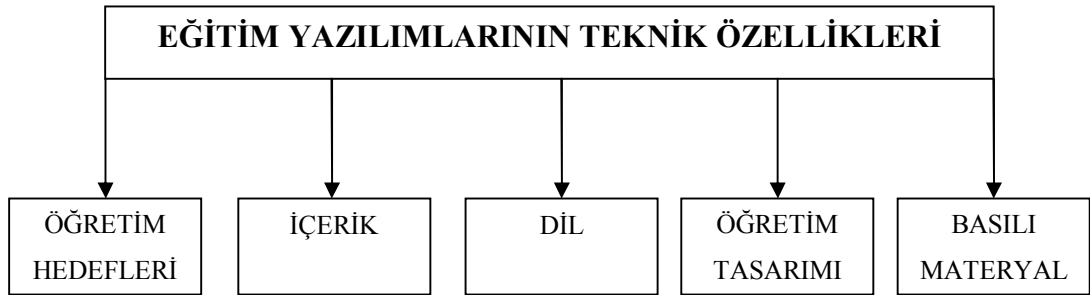 EĞİTİM YAZILIMLARININ TEKNİK ÖZELLİKLERİ
ÖĞRETİM
HEDEFLERİ
İÇERİK
DİL
ÖĞRETİM
TASARIMI
BASILI
MATERYAL